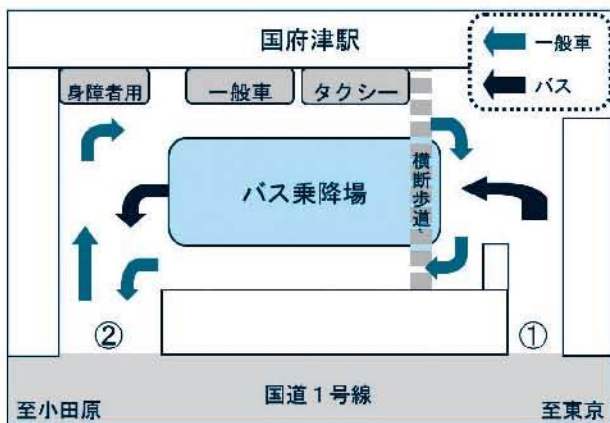 国府津駅
一般車
バス
身障者用
一般車
タクシー
横断歩道
バス乗降場
②
①
国道1号線
至小田原
至東京